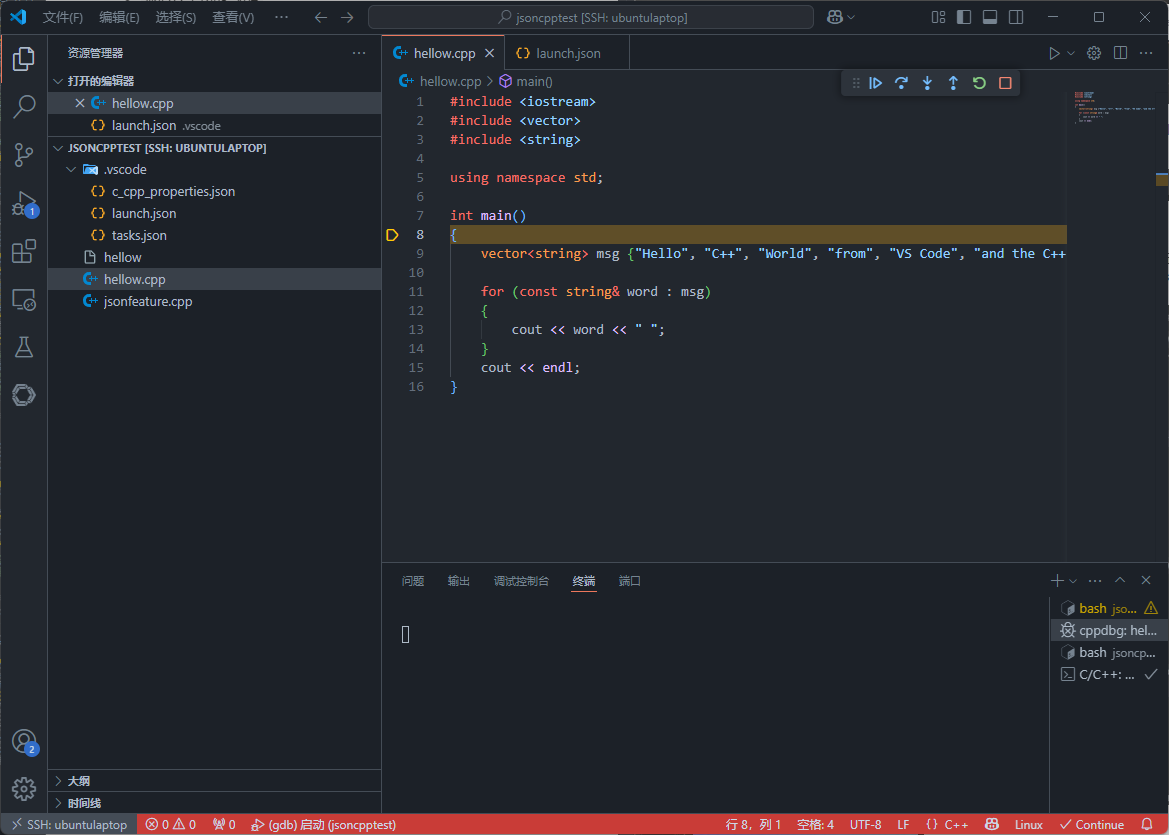 文件(F) 编辑(E) 选择(S) 查看(V) ··· jsoncpptest [SSH: ubuntulaptop]
资源管理器
打开的编辑器
hellow.cpp
launch.json .vscode
JSONCPPTEST [SSH: UBUNTULAPTOP]
.vscode
c_cpp_properties.json
launch.json
tasks.json
hellow
hellow.cpp
jsonfeature.cpp
大纲
时间线
1
2
hellow.cpp launch.json
hellow.cpp > main()
1 #include <iostream>
2 #include <vector>
3 #include <string>
4
5 using namespace std;
6
7 int main()
8 {
9 vector<string> msg {"Hello", "C++", "World", "from", "VS Code", "and the C++
10
11 for (const string& word : msg)
12 {
13 cout << word << " ";
14 }
15 cout << endl;
16 }
问题 输出 调试控制台 终端 端口
bash jso...
cppdbg: hel...
bash jsoncp...
C/C++: ...
SSH: ubuntulaptop 0 0 0 (gdb) 启动 (jsoncpptest) 行 8，列 1 空格: 4 UTF-8 LF {} C++ Linux Continue